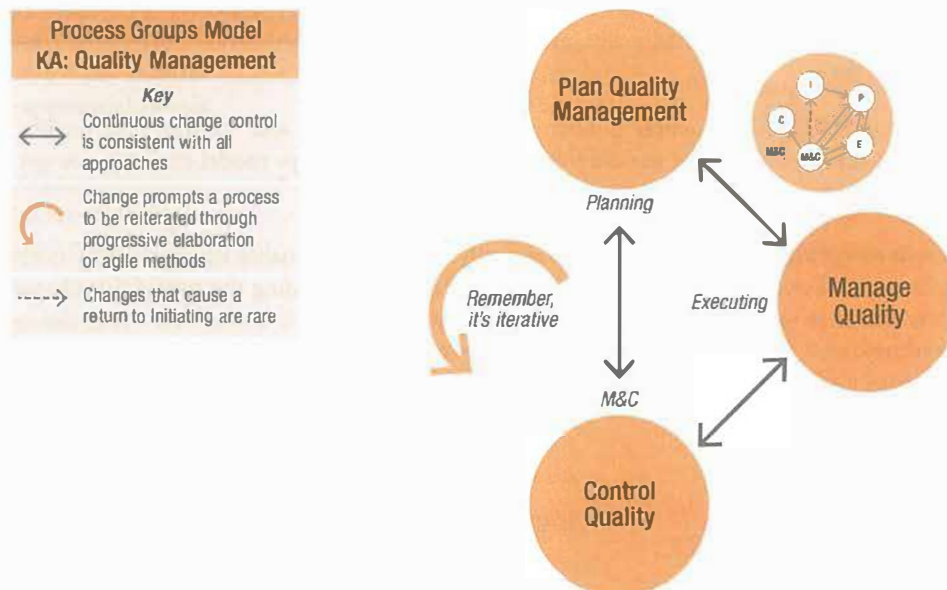 Process Groups Model
KA: Quality Management
Key
Continuous change control
is consistent with all
approaches
Change prompts a process
to be reiterated through
progressive elaboration
or agile methods
Changes that cause a
return to Initiating are rare
Plan Quality
Management
I
P
C
E
M&C
M&C
Planning
Remember,
it's iterative
Executing
Manage
Quality
M&C
Control
Quality